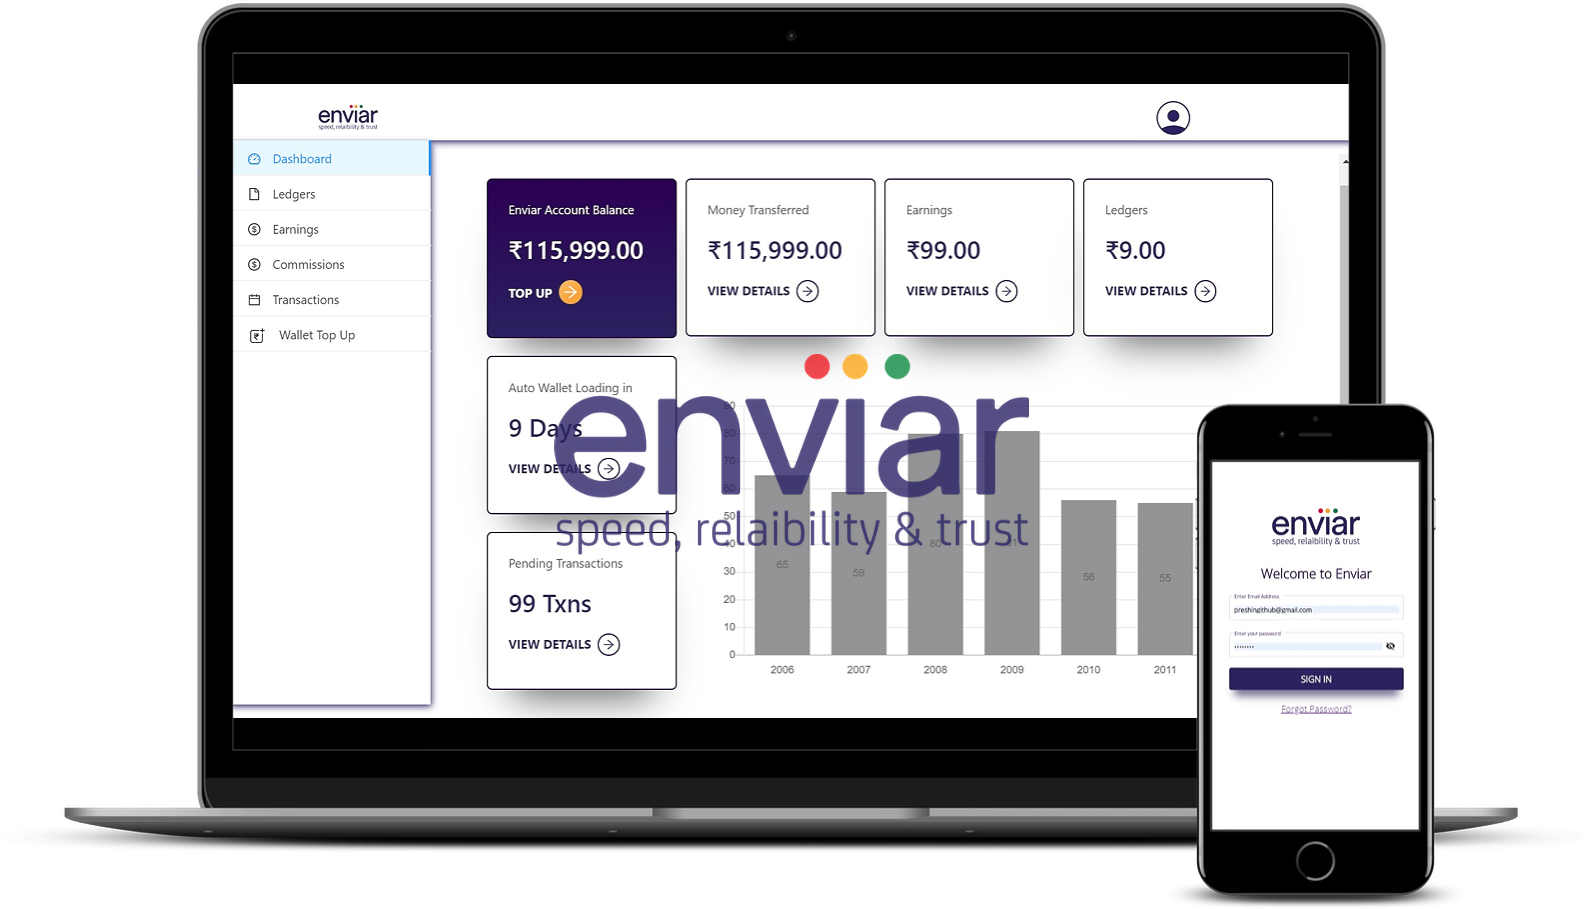 enviar
speed, relaibility & trust
Dashboard
Ledgers
Earnings
Commissions
Transactions
Wallet Top Up
Enviar Account Balance
₹115,999.00
TOP UP
Money Transferred
₹115,999.00
VIEW DETAILS
Earnings
₹99.00
VIEW DETAILS
Ledgers
₹9.00
VIEW DETAILS
Auto Wallet Loading in
9 Days
VIEW DETAILS
Pending Transactions
99 Txns
VIEW DETAILS
enviar
speed, relaibility & trust
90
80
70
60
50
40
30
20
10
0
65
59
80
81
56
55
2006
2007
2008
2009
2010
2011
enviar
speed, relaibility & trust
Welcome to Enviar
Enter Email Address
preshingithub@gmail.com
Enter your password
SIGN IN
Forgot Password?